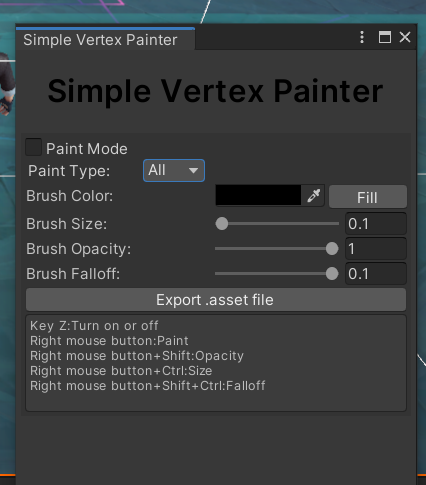 Simple Vertex Painter
Simple Vertex Painter
Paint Mode
Paint Type: All
Brush Color: Fill
Brush Size: 0.1
Brush Opacity: 1
Brush Falloff: 0.1
Export .asset file
Key Z:Turn on or off
Right mouse button:Paint
Right mouse button+Shift:Opacity
Right mouse button+Ctrl:Size
Right mouse button+Shift+Ctrl:Falloff